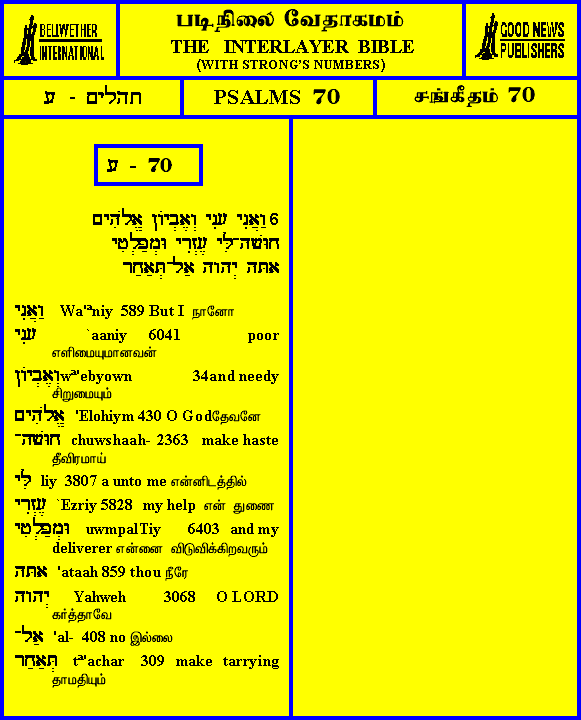 BELLWETHER
INTERNATIONAL
படிநிலை வேதாகமம்
THE INTERLAYER BIBLE
(WITH STRONG'S NUMBERS)
GOOD NEWS
PUBLISHERS
תהלים - ע
PSALMS 70
சங்கீதம் 70
ע - 70
6 וַאֲנִי עָנִי וְאֶבְיוֹן אֱלֹהִים
חוּשָׁה־לִּי עֶזְרִי וּמְפַלְטִי
אַתָּה יְהוָה אַל־תְּאַחַר
וַאֲנִי Wa'ᵃniy 589 But I நானோ
עָנִי `aaniy 6041 poor
எளிமையுமானவன்
וְאֶבְיוֹן wᵉ'ebyown 34 and needy
சிறுமையும்
אֱלֹהִים 'Elohiym 430 O God தேவனே
חוּשָׁה־ chuwshaah- 2363 make haste
தீவிரமாய்
לִּי liy 3807 a unto me என்னிடத்தில்
עֶזְרִי `Ezriy 5828 my help என் துணை
וּמְפַלְטִי uwmpalTiy 6403 and my
deliverer என்னை விடுவிக்கிறவரும்
אַתָּה 'ataah 859 thou நீரே
יְהוָה Yahweh 3068 O LORD
கர்த்தாவே
אַל־ 'al- 408 no இல்லை
תְּאַחַר tᵉ'achar 309 make tarrying
தாமதியும்